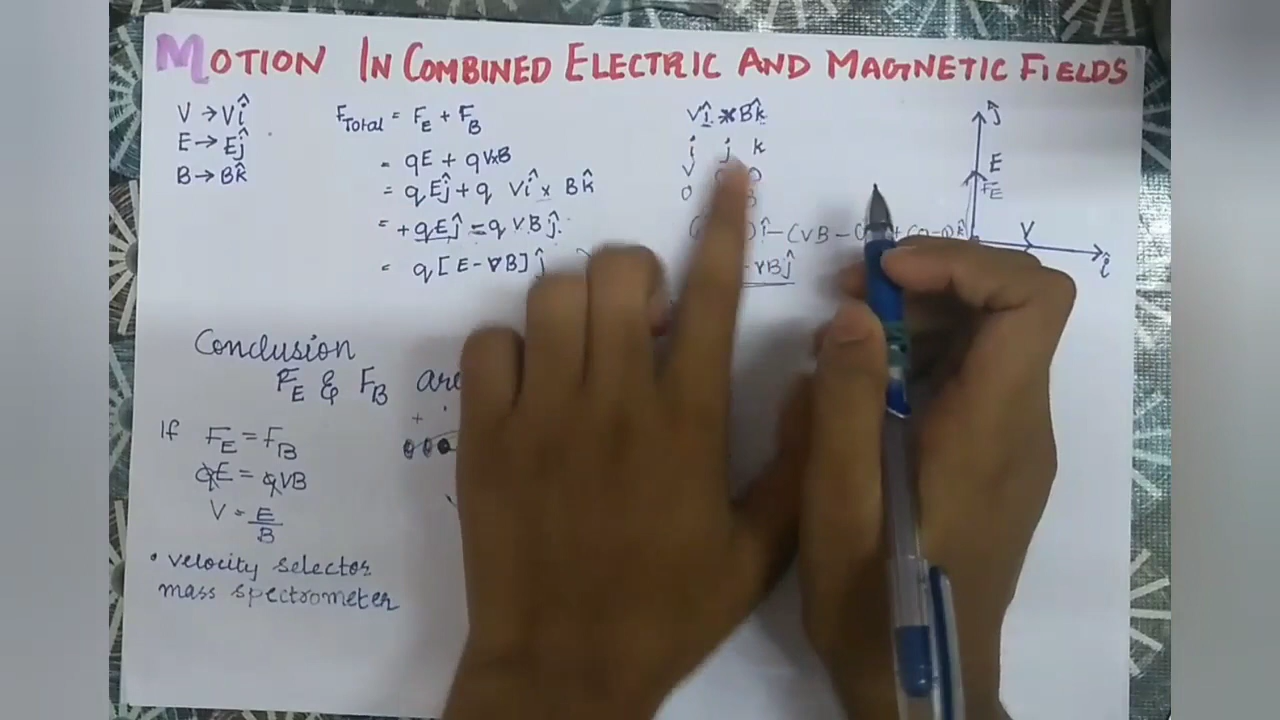 MOTION IN COMBINED ELECTRIC AND MAGNETIC FIELDS
V → Vî
E → Eĵ
B → Bk̂
F_Total = F_E + F_B
= qE + q V×B
= qEĵ + q Vî × Bk̂
= +qEĵ = qVBĵ.
= q[E-VB]ĵ
Vî × Bk̂
i j k
V
0
î - (VB -
- VBĵ
ĵ
E
F_E
V
î
Conclusion
F_E & F_B are
If F_E = F_B
qE = qVB
V = E/B
• velocity selector
mass spectrometer